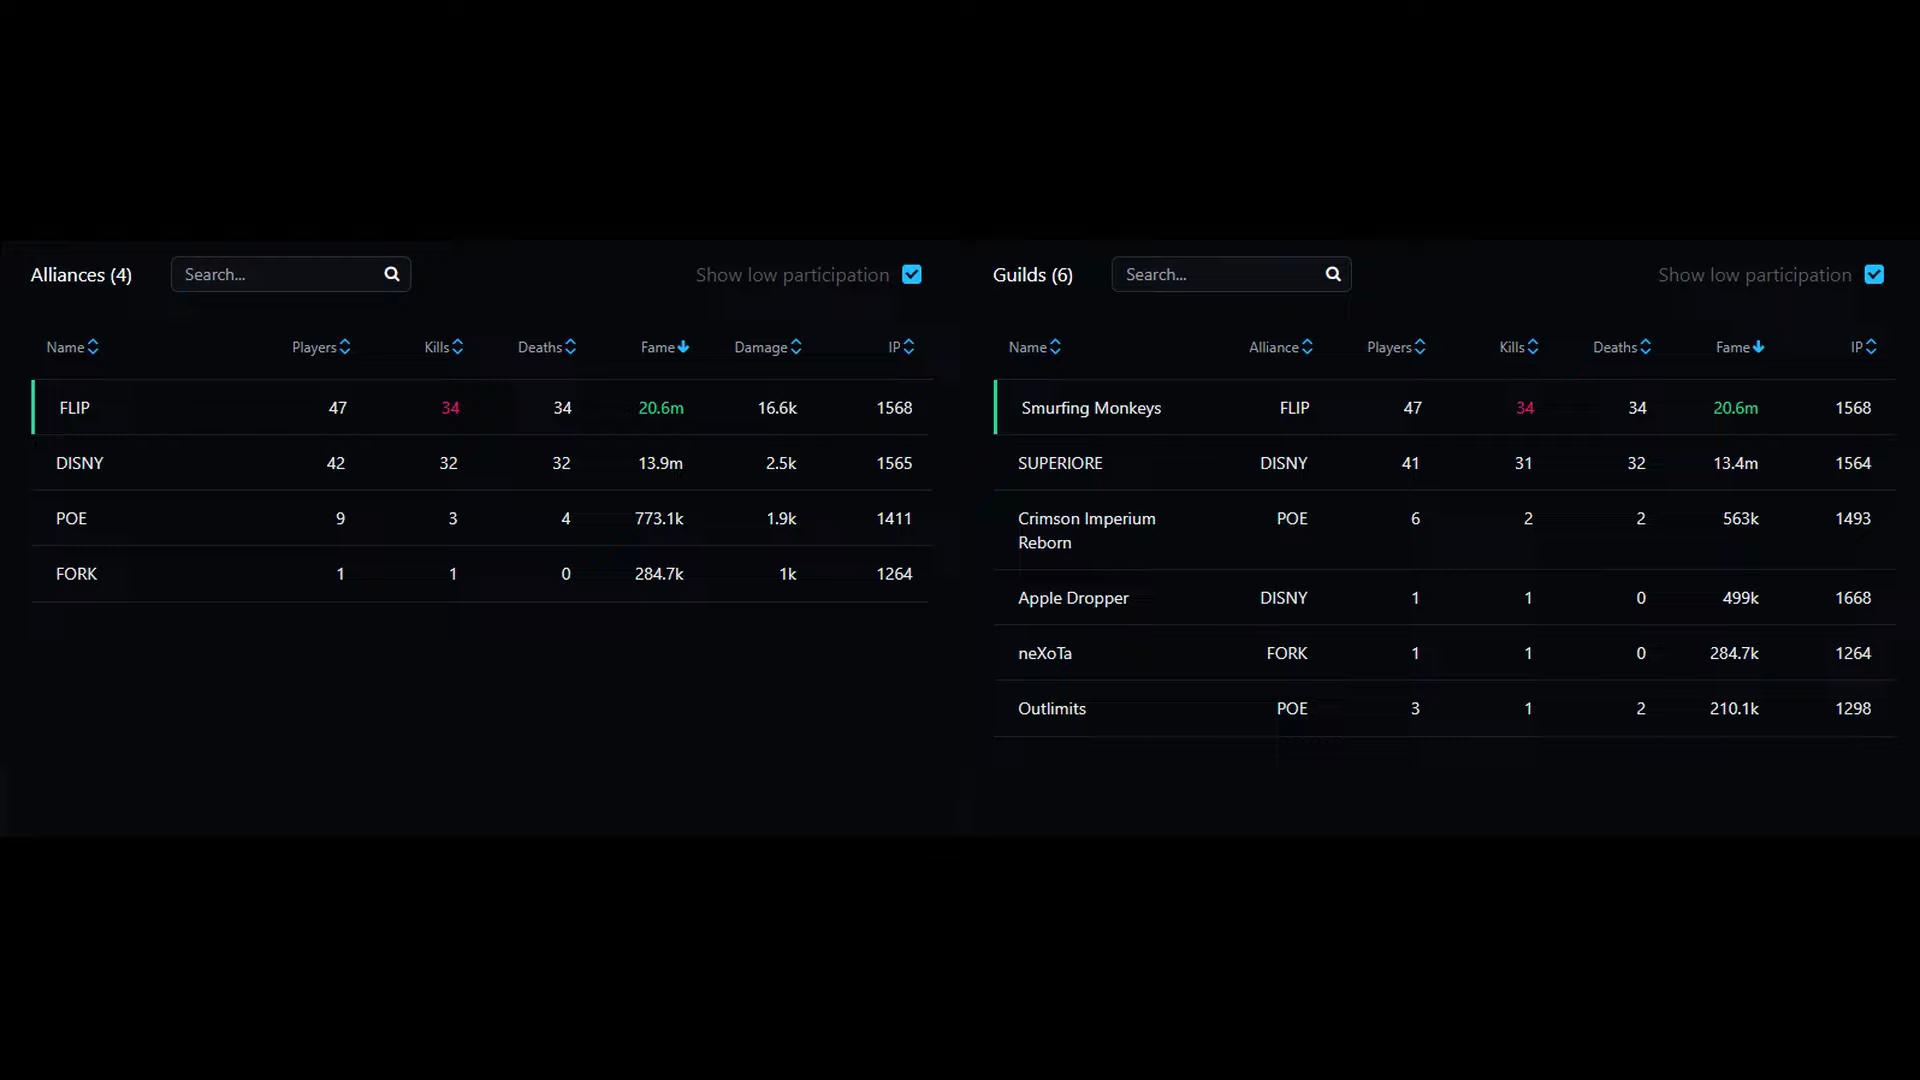 Alliances (4) Search... Show low participation
Name Players Kills Deaths Fame Damage IP
FLIP 47 34 34 20.6m 16.6k 1568
DISNY 42 32 32 13.9m 2.5k 1565
POE 9 3 4 773.1k 1.9k 1411
FORK 1 1 0 284.7k 1k 1264
Guilds (6) Search... Show low participation
Name Alliance Players Kills Deaths Fame IP
Smurfing Monkeys FLIP 47 34 34 20.6m 1568
SUPERIORE DISNY 41 31 32 13.4m 1564
Crimson Imperium POE 6 2 2 563k 1493
Reborn
Apple Dropper DISNY 1 1 0 499k 1668
neXoTa FORK 1 1 0 284.7k 1264
Outlimits POE 3 1 2 210.1k 1298